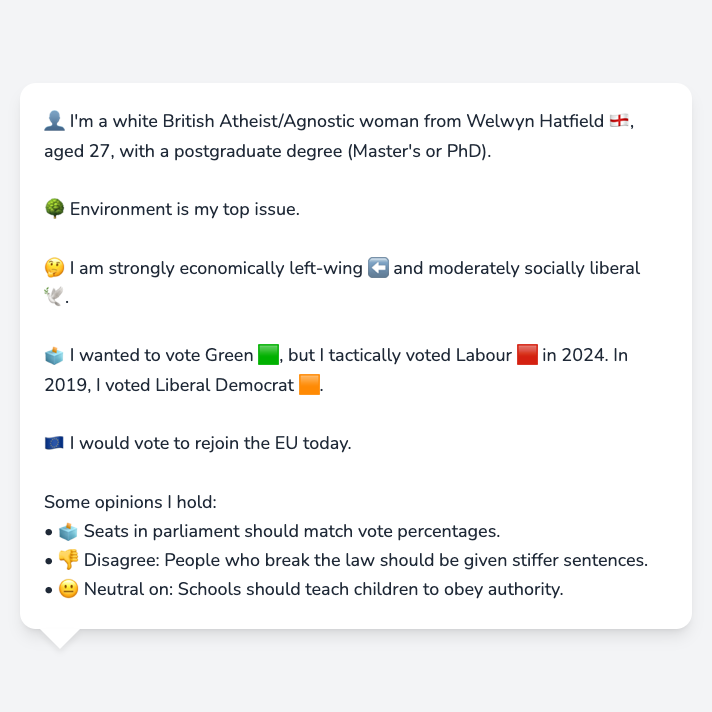 👤 I'm a white British Atheist/Agnostic woman from Welwyn Hatfield 🏴󠁧󠁢󠁥󠁮󠁧󠁿,
aged 27, with a postgraduate degree (Master's or PhD).
🌳 Environment is my top issue.
🤔 I am strongly economically left-wing ⬅️ and moderately socially liberal
🕊️.
🗳️ I wanted to vote Green 🟩, but I tactically voted Labour 🟥 in 2024. In
2019, I voted Liberal Democrat 🟧.
🇪🇺 I would vote to rejoin the EU today.
Some opinions I hold:
• 🗳️ Seats in parliament should match vote percentages.
• 👎 Disagree: People who break the law should be given stiffer sentences.
• 😐 Neutral on: Schools should teach children to obey authority.